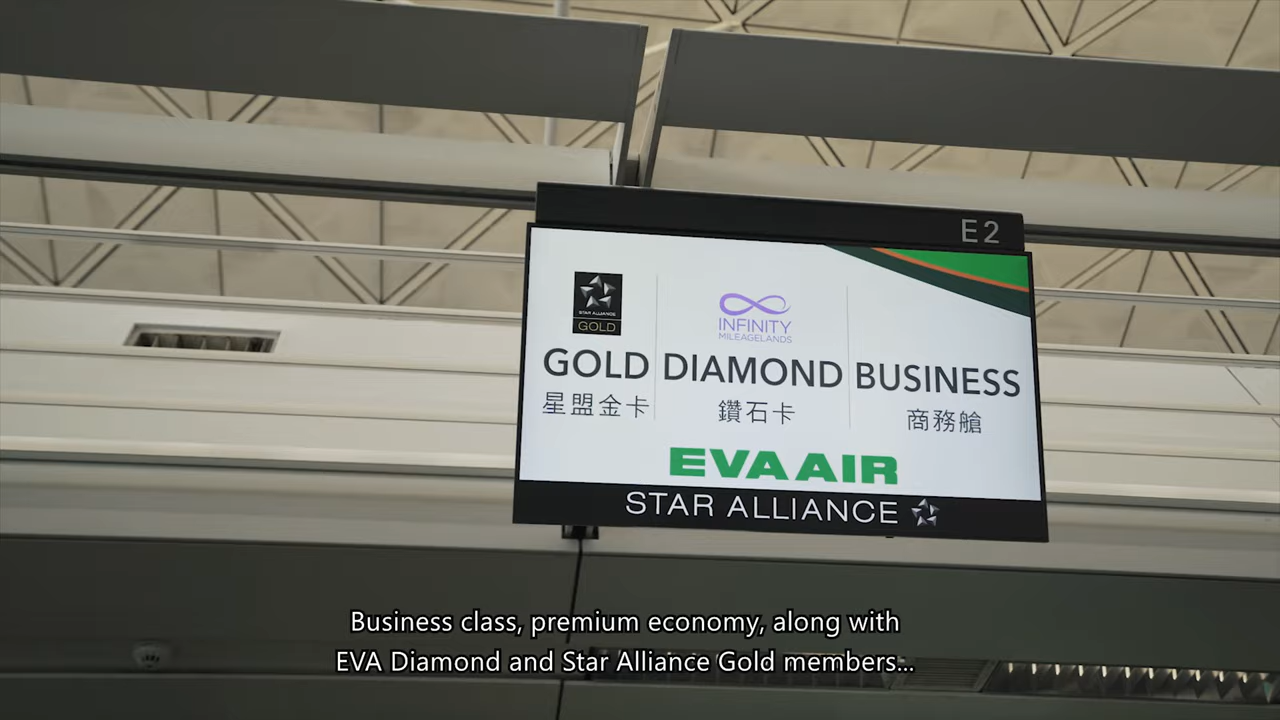 E2
STAR ALLIANCE
GOLD
INFINITY
MILEAGELANDS
GOLD DIAMOND BUSINESS
星盟金卡 鑽石卡 商務艙
EVA AIR
STAR ALLIANCE
Business class, premium economy, along with
EVA Diamond and Star Alliance Gold members...